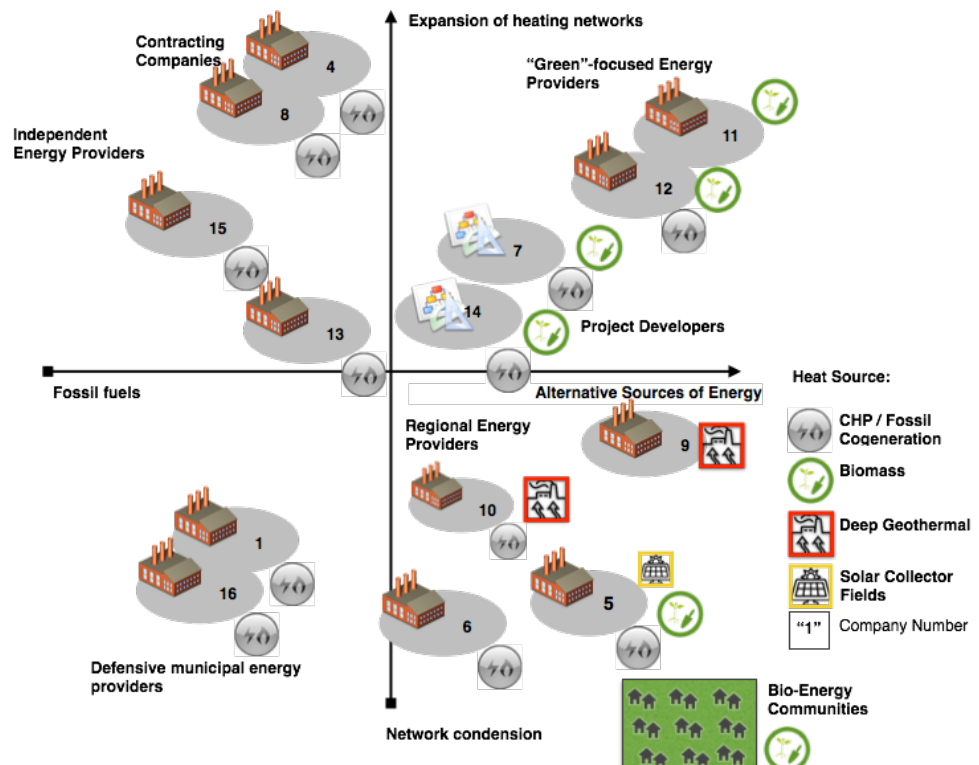 Expansion of heating networks
Contracting
Companies
4
8
"Green"-focused Energy
Providers
11
12
Independent
Energy Providers
15
7
14
13
Project Developers
Fossil fuels
Alternative Sources of Energy
Heat Source:
CHP / Fossil
Cogeneration
Biomass
Deep Geothermal
Solar Collector
Fields
"1"
Company Number
Regional Energy
Providers
9
10
1
16
5
6
Defensive municipal energy
providers
Network condension
Bio-Energy
Communities